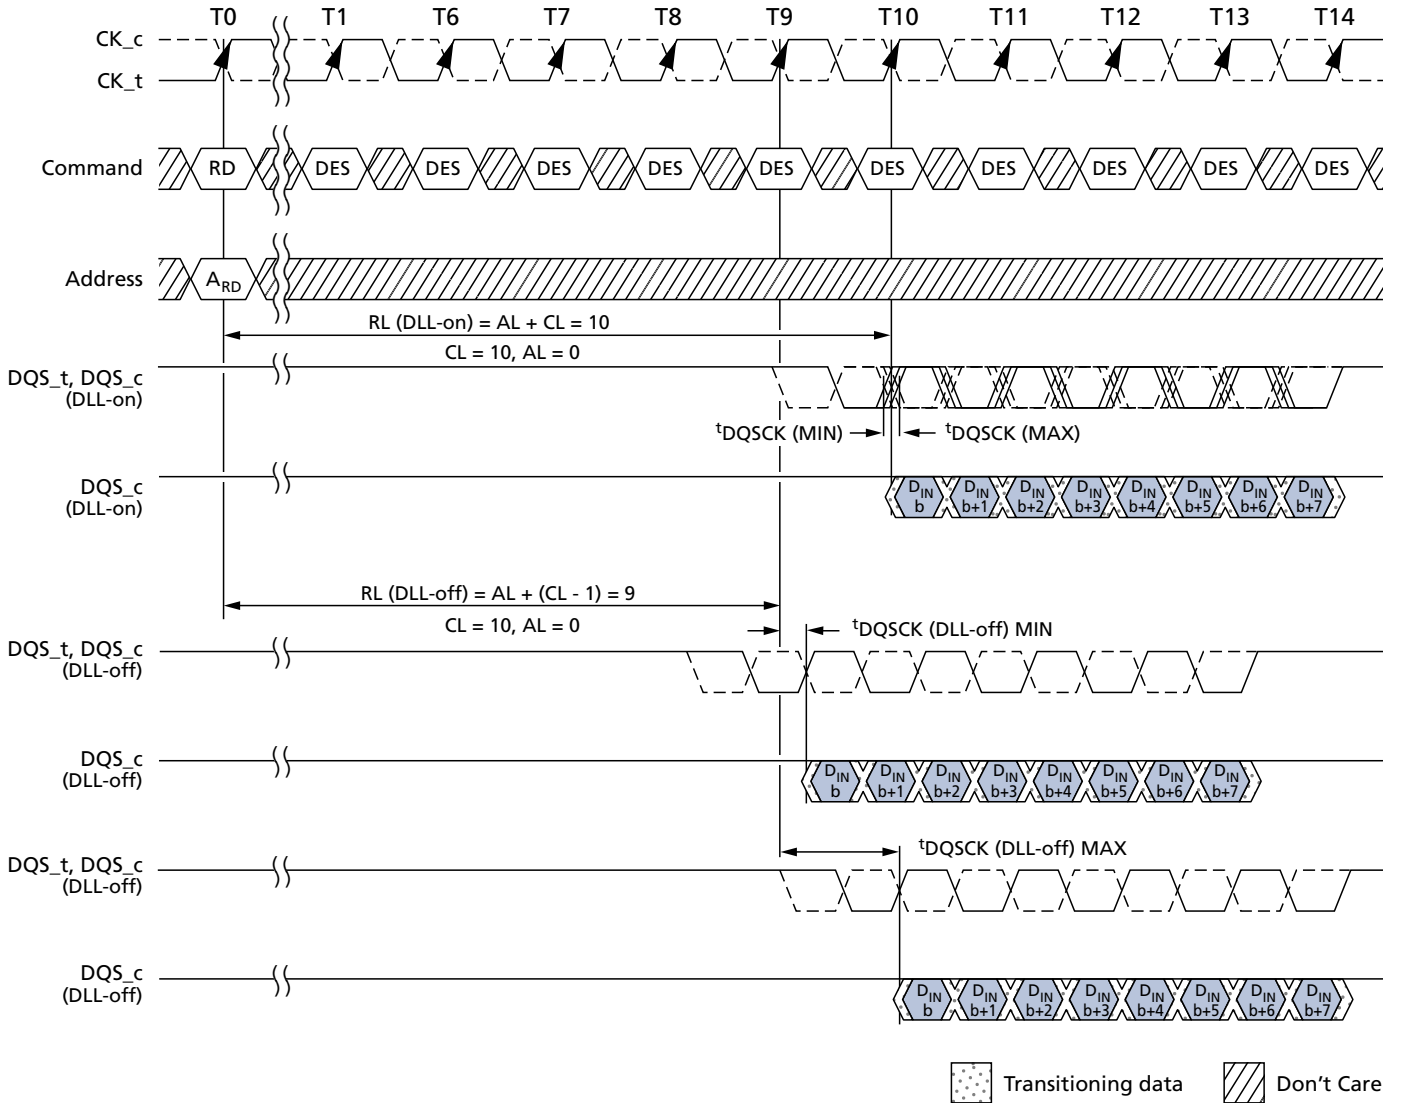 T0 T1 T6 T7 T8 T9 T10 T11 T12 T13 T14
CK_c
CK_t
Command RD DES DES DES DES DES DES DES DES DES DES
Address ARD
RL (DLL-on) = AL + CL = 10
CL = 10, AL = 0
DQS_t, DQS_c
(DLL-on)
tDQSCK (MIN) tDQSCK (MAX)
DQS_c
(DLL-on)
DIN DIN DIN DIN DIN DIN DIN DIN
b b+1 b+2 b+3 b+4 b+5 b+6 b+7
RL (DLL-off) = AL + (CL - 1) = 9
CL = 10, AL = 0
tDQSCK (DLL-off) MIN
DQS_t, DQS_c
(DLL-off)
DQS_c
(DLL-off)
DIN DIN DIN DIN DIN DIN DIN DIN
b b+1 b+2 b+3 b+4 b+5 b+6 b+7
tDQSCK (DLL-off) MAX
DQS_t, DQS_c
(DLL-off)
DQS_c
(DLL-off)
DIN DIN DIN DIN DIN DIN DIN DIN
b b+1 b+2 b+3 b+4 b+5 b+6 b+7
Transitioning data Don't Care